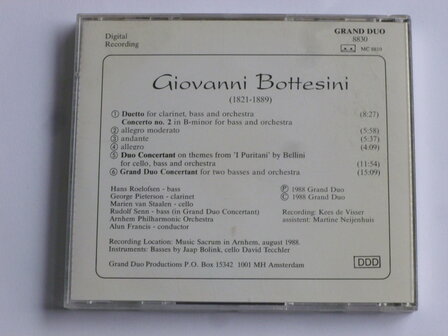 Digital
Recording
GRAND DUO
8830
MC 8810
Giovanni Bottesini
(1821-1889)
1 Duetto for clarinet, bass and orchestra (8:27)
Concerto no. 2 in B-minor for bass and orchestra
2 allegro moderato (5:58)
3 andante (5:37)
4 allegro (4:09)
5 Duo Concertant on themes from 'I Puritani' by Bellini
for cello, bass and orchestra (11:54)
6 Grand Duo Concertant for two basses and orchestra (15:09)
Hans Roelofsen - bass
George Pieterson - clarinet
Marien van Staalen - cello
Rudolf Senn - bass (in Grand Duo Concertant)
Arnhem Philharmonic Orchestra
Alun Francis - conductor
Ⓟ 1988 Grand Duo
© 1988 Grand Duo
Recording: Kees de Visser
assistent: Martine Neijenhuis
Recording Location: Music Sacrum in Arnhem, august 1988.
Instruments: Basses by Jaap Bolink, cello David Tecchler
Grand Duo Productions P.O. Box 15342 1001 MH Amsterdam
DDD